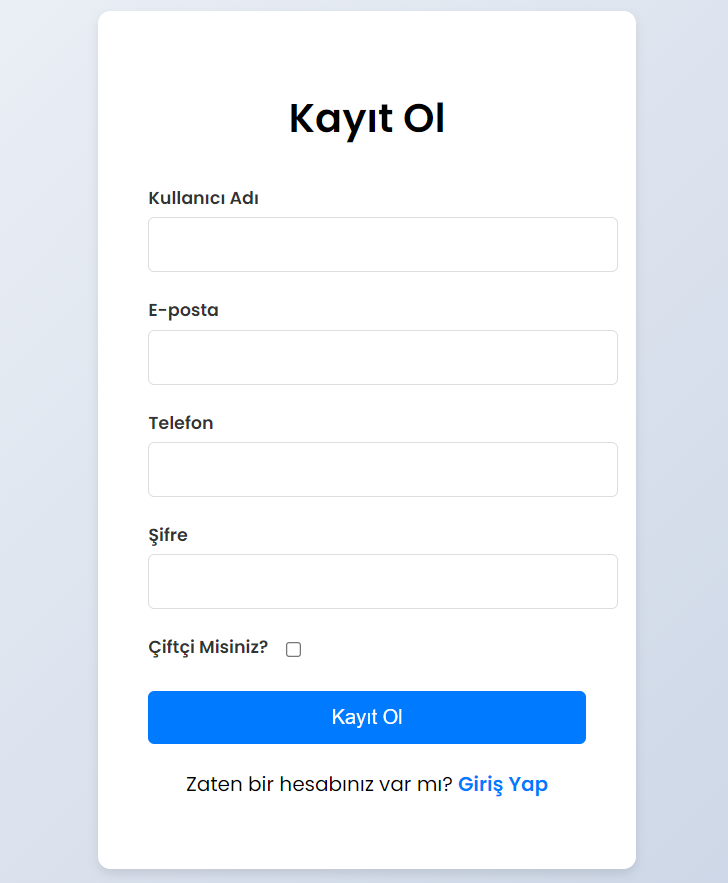 Kayıt Ol
Kullanıcı Adı
E-posta
Telefon
Şifre
Çiftçi Misiniz?
Kayıt Ol
Zaten bir hesabınız var mı? Giriş Yap